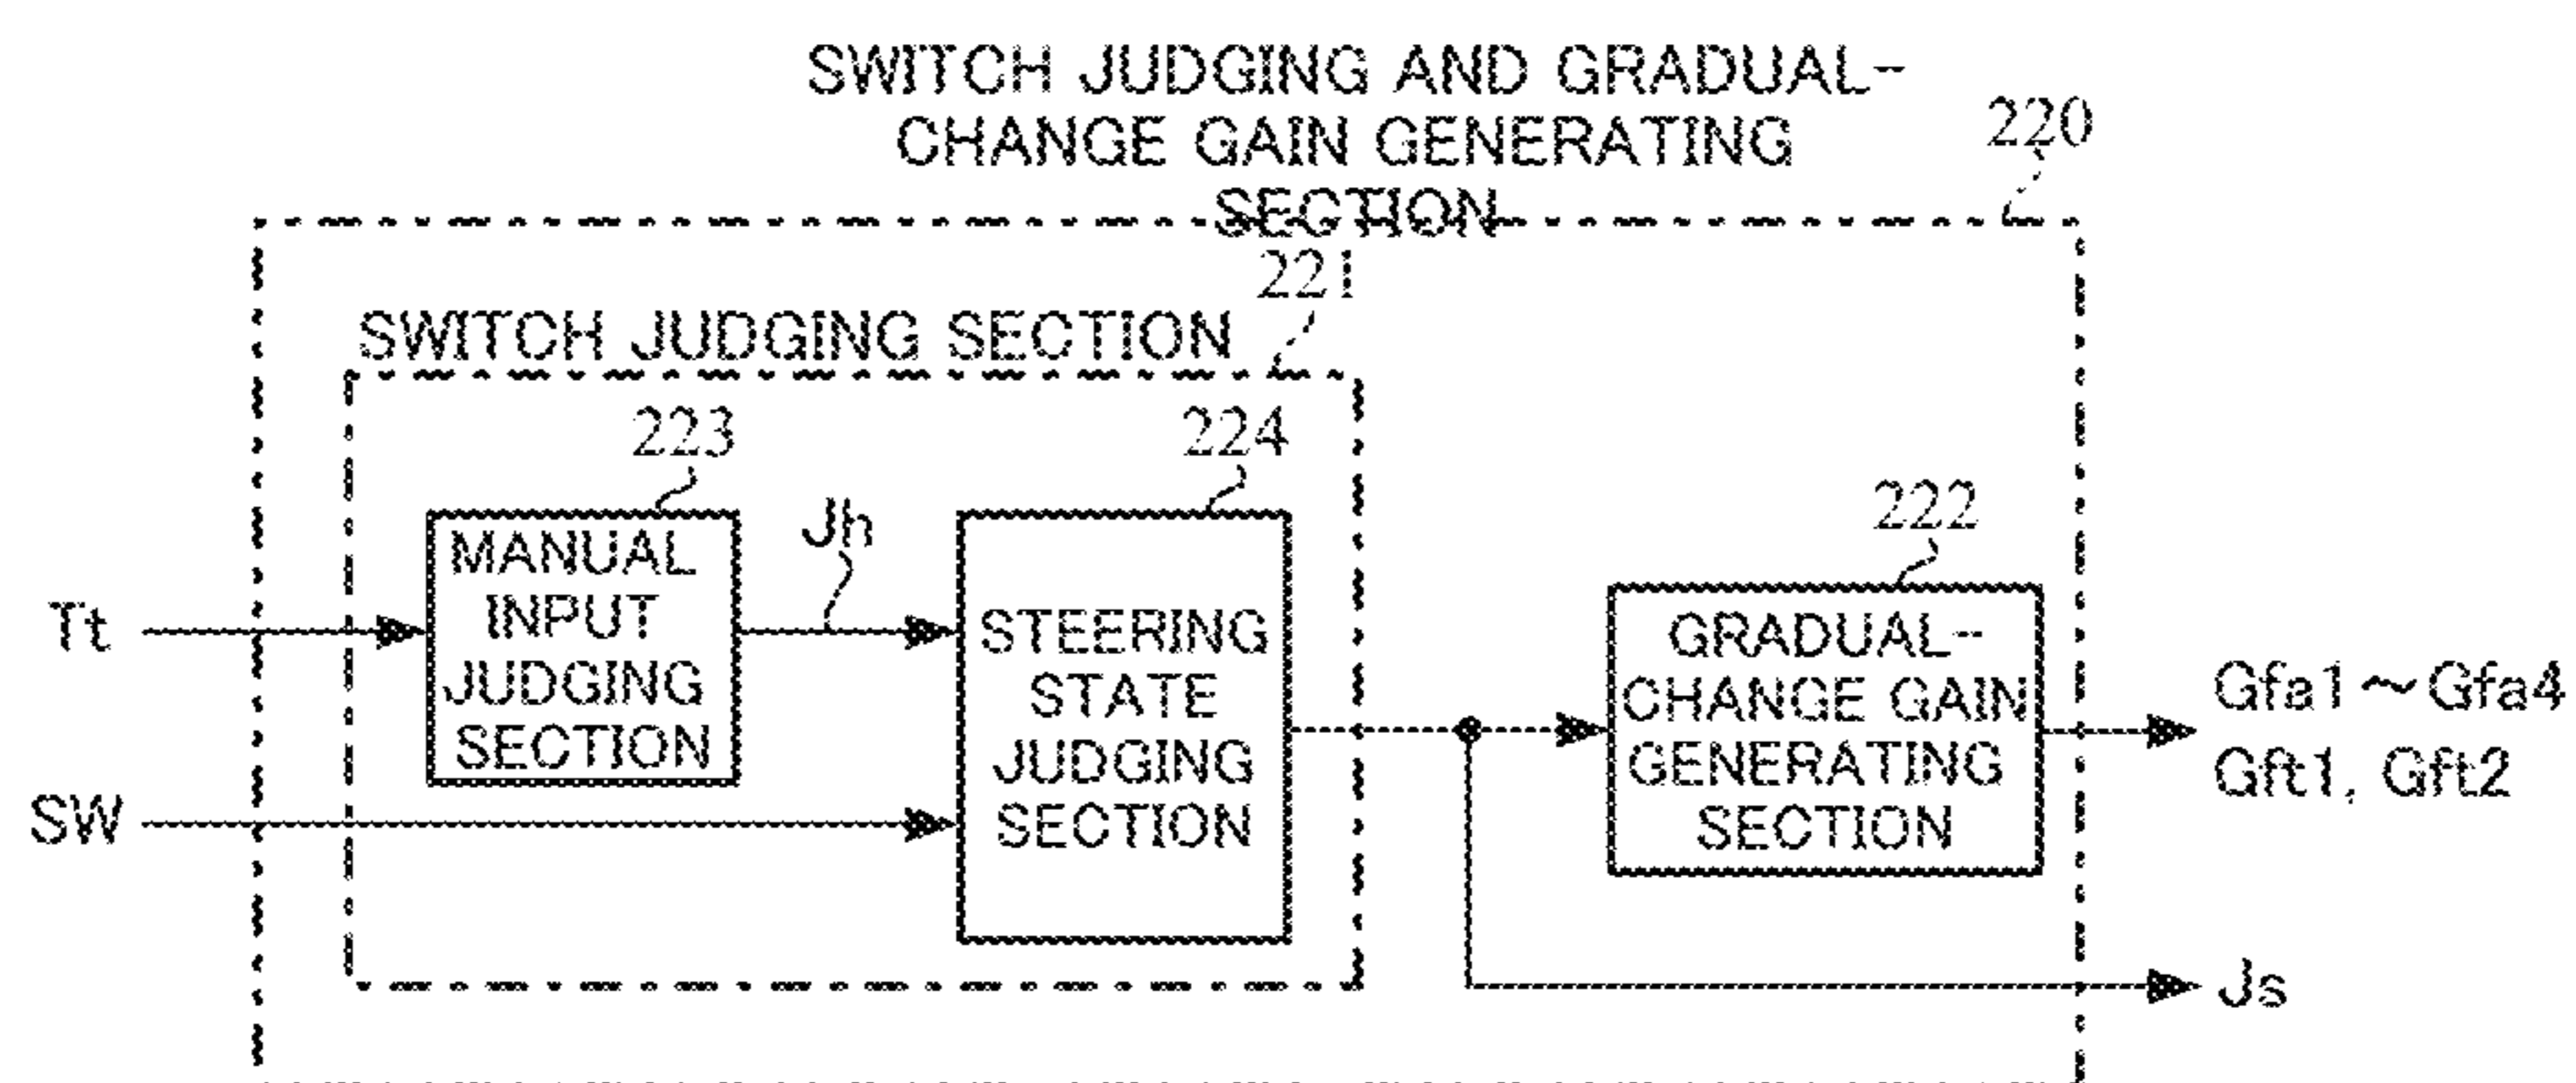 SWITCH JUDGING AND GRADUAL-
CHANGE GAIN GENERATING
SECTION
220
221
SWITCH JUDGING SECTION
223
224
Jh
222
MANUAL
INPUT
JUDGING
SECTION
STEERING
STATE
JUDGING
SECTION
GRADUAL-
CHANGE GAIN
GENERATING
SECTION
Tt
SW
Gfa1～Gfa4
Gft1, Gft2
Js